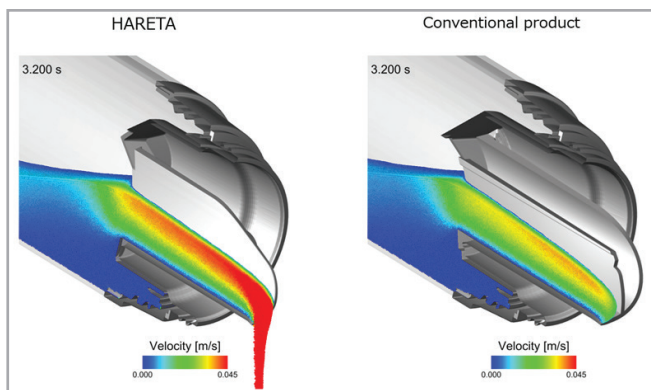 HARETA
Conventional product
3.200 s
3.200 s
Velocity [m/s]
0.000 0.045
Velocity [m/s]
0.000 0.045